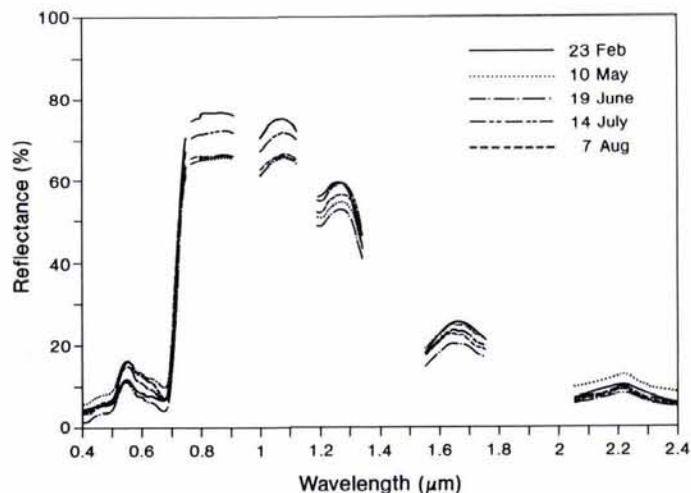 100
80
60
40
20
0
Reflectance (%)
23 Feb
10 May
19 June
14 July
7 Aug
0.4 0.6 0.8 1 1.2 1.4 1.6 1.8 2 2.2 2.4
Wavelength (μm)